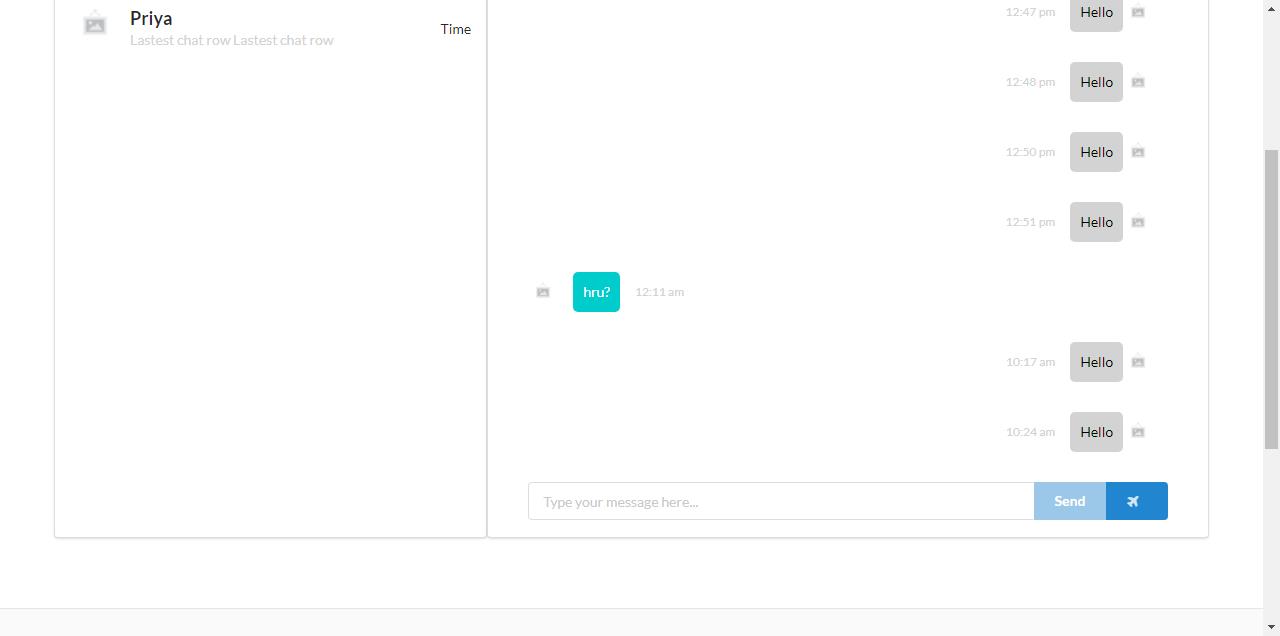 Priya
Lastest chat row Lastest chat row
Time
12:47 pm Hello
12:48 pm Hello
12:50 pm Hello
12:51 pm Hello
hru? 12:11 am
10:17 am Hello
10:24 am Hello
Type your message here...
Send